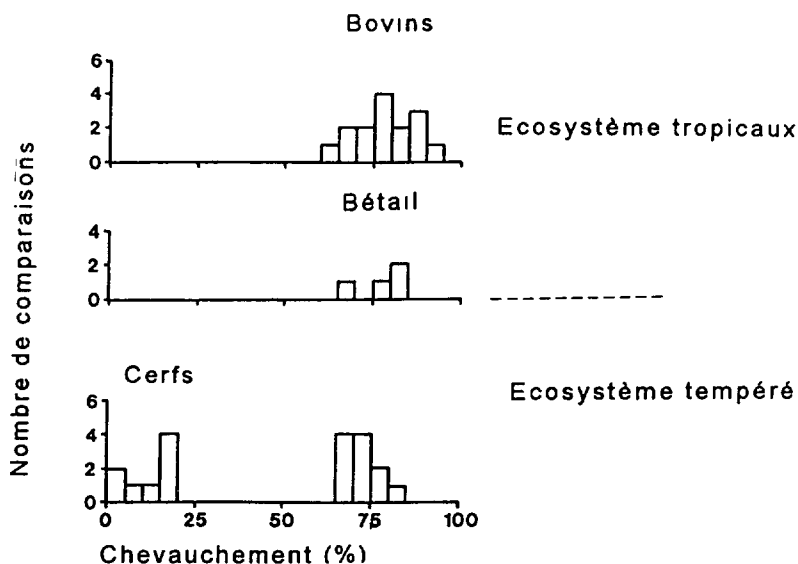 Bovins
6
4
2
0
Ecosystème tropicaux
Nombre de comparaisons
Bétail
4
2
0
Cerfs
Ecosystème tempéré
6
4
2
0
0 25 50 75 100
Chevauchement (%)